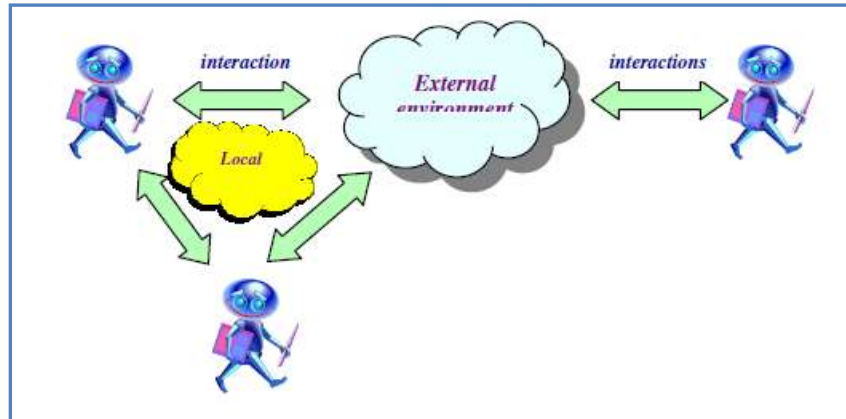 interaction
interactions
External
environment
Local